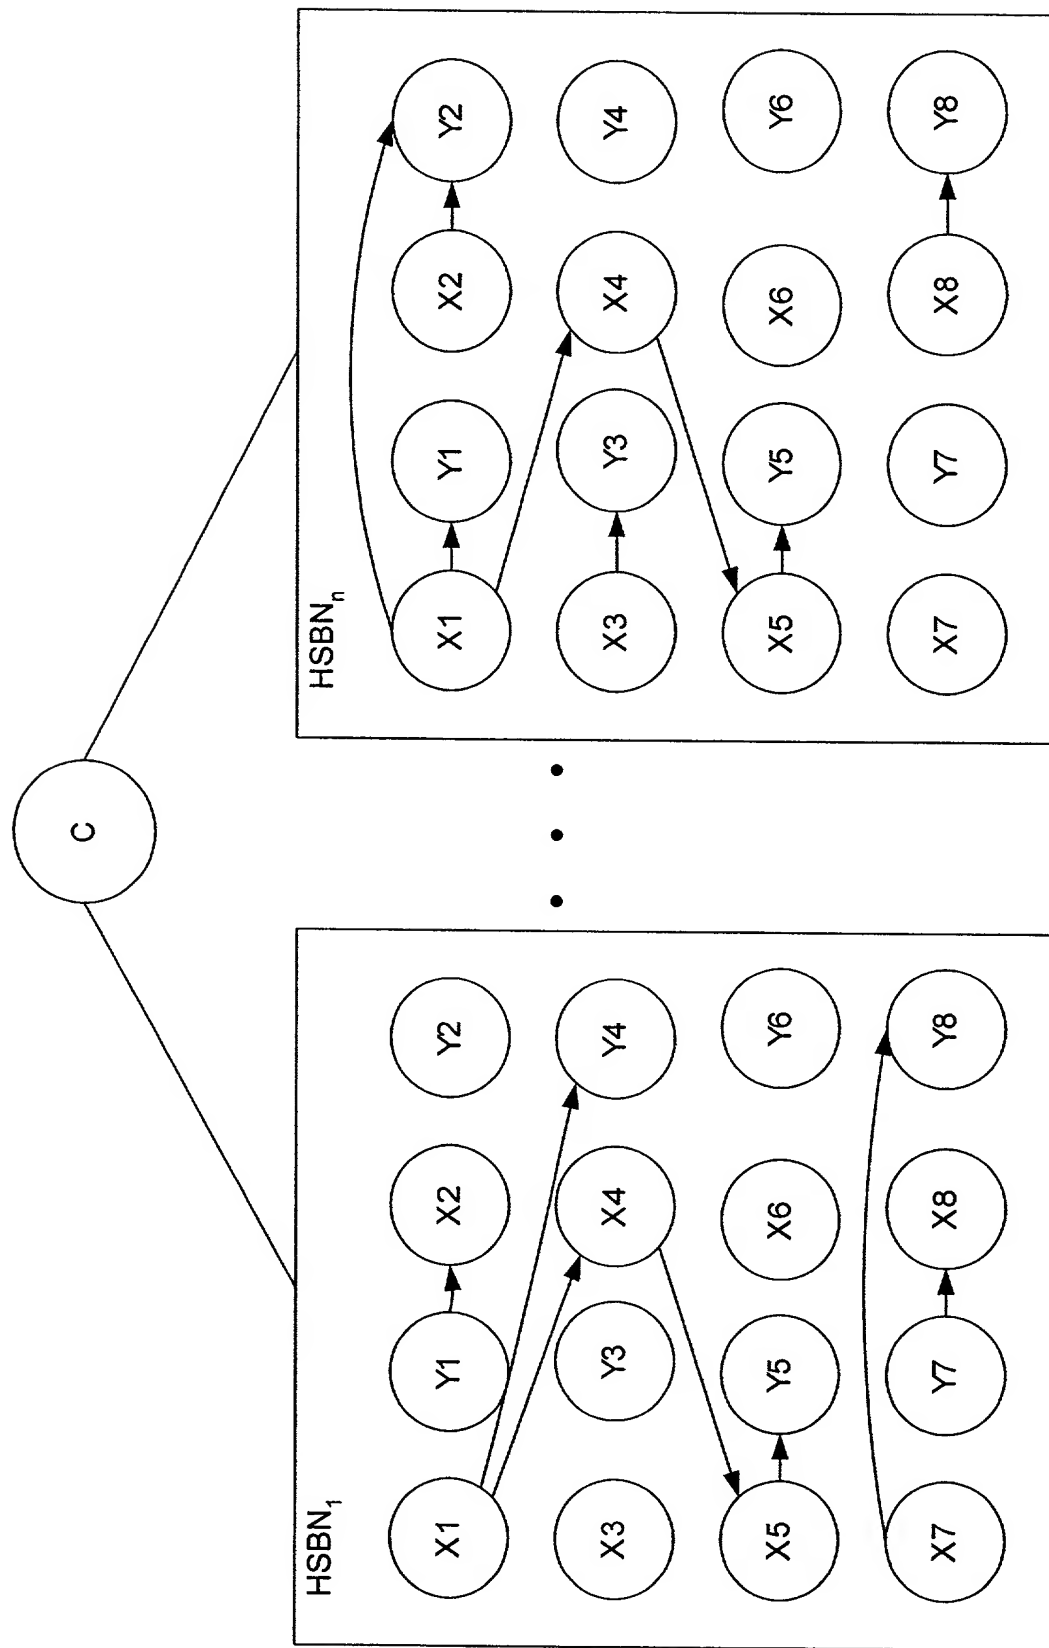 C
HSBN1
X1 Y1 X2 Y2
X3 Y3 X4 Y4
X5 Y5 X6 Y6
X7 Y7 X8 Y8
HSBNn
X1 Y1 X2 Y2
X3 Y3 X4 Y4
X5 Y5 X6 Y6
X7 Y7 X8 Y8